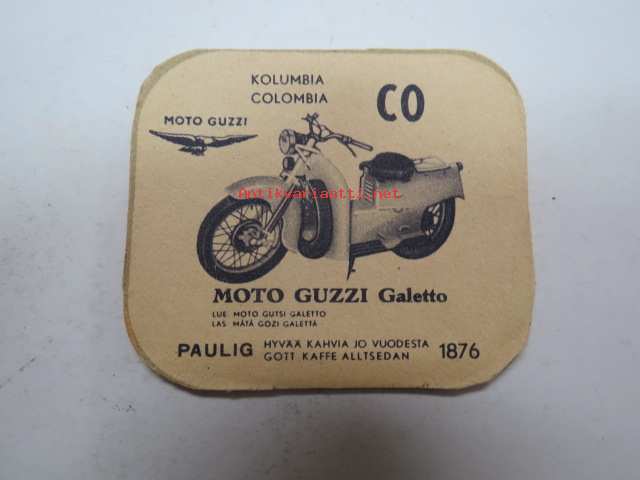 KOLUMBIA
COLOMBIA
CO
MOTO GUZZI
Antikvariaatti.net
MOTO GUZZI Galetto
LUE MOTO GUTSI GALETTO
LÄS MÅTÅ GOZI GALETTÅ
PAULIG
HYVÄÄ KAHVIA JO VUODESTA
GOTT KAFFE ALLTSEDAN
1876